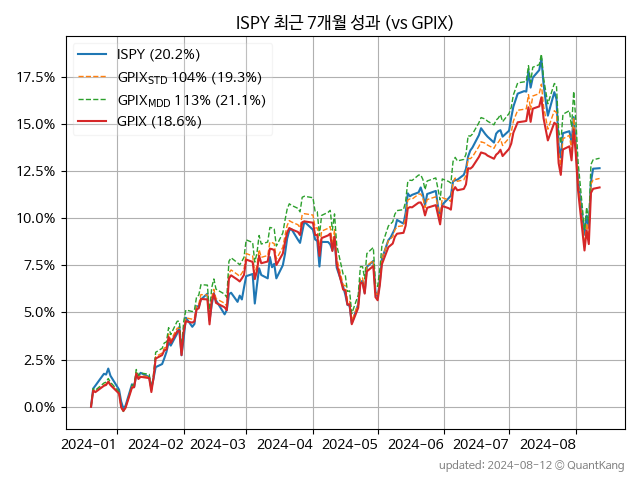 ISPY 최근 7개월 성과 (vs GPIX)
ISPY (20.2%)
GPIXSTD 104% (19.3%)
GPIXMDD 113% (21.1%)
GPIX (18.6%)
17.5%
15.0%
12.5%
10.0%
7.5%
5.0%
2.5%
0.0%
2024-01 2024-02 2024-03 2024-04 2024-05 2024-06 2024-07 2024-08
updated: 2024-08-12 © QuantKang